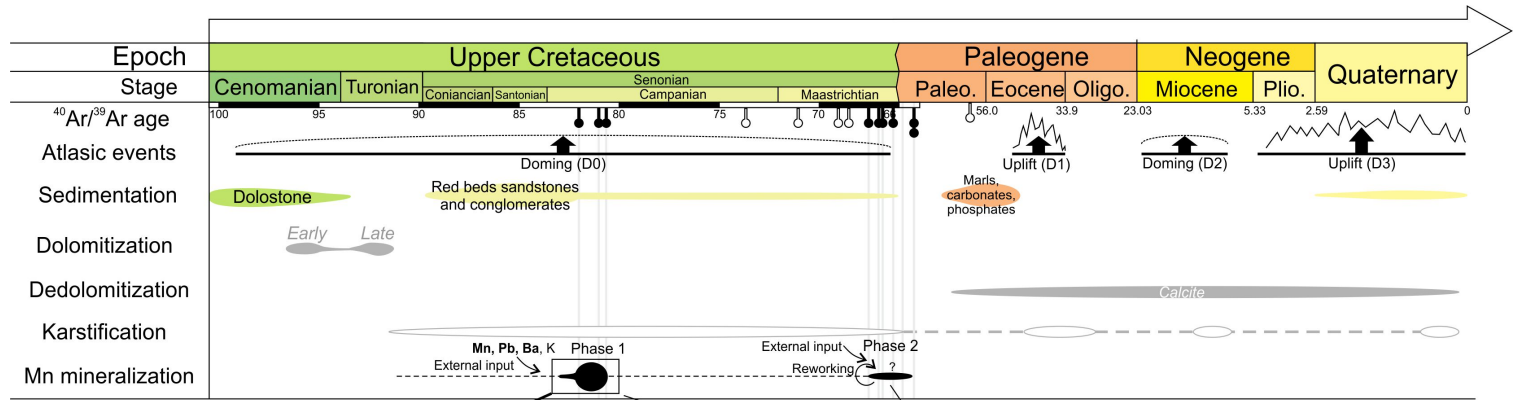 Epoch
Upper Cretaceous
Paleogene
Neogene
Quaternary
Stage
Cenomanian
Turonian
Senonian
Coniancian
Santonian
Campanian
Maastrichtian
Paleo.
Eocene
Oligo.
Miocene
Plio.
40Ar/39Ar age
100
95
90
85
80
75
70
66
56.0
33.9
23.03
5.33
2.59
0
Atlasic events
Doming (D0)
Uplift (D1)
Doming (D2)
Uplift (D3)
Sedimentation
Dolostone
Red beds sandstones
and conglomerates
Marls,
carbonates,
phosphates
Dolomitization
Early
Late
Dedolomitization
Calcite
Karstification
Mn mineralization
Mn, Pb, Ba, K
Phase 1
External input
External input
Phase 2
Reworking
?